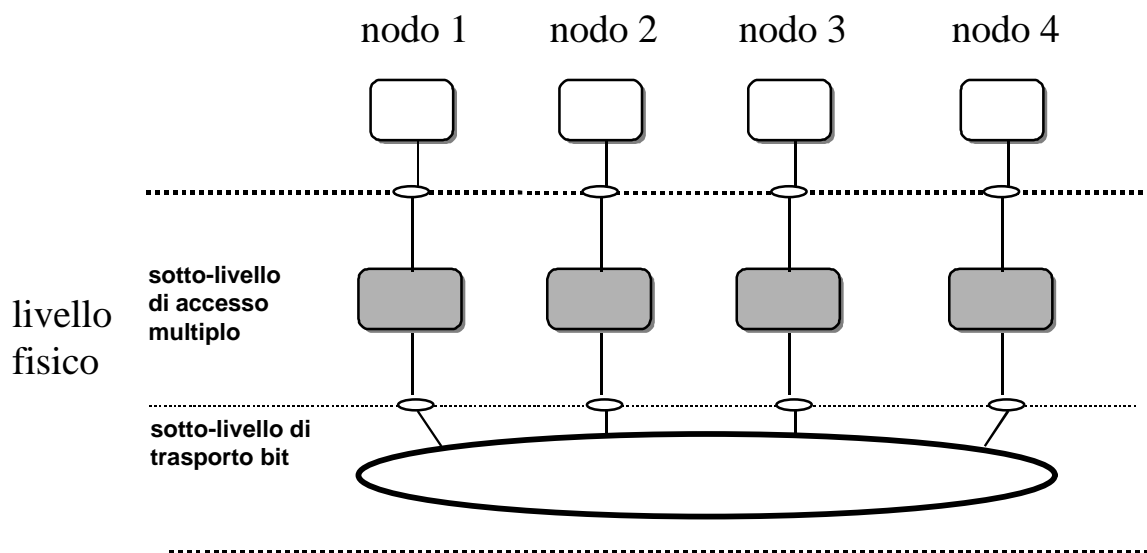 nodo 1 nodo 2 nodo 3 nodo 4
sotto-livello
di accesso
multiplo
livello
fisico
sotto-livello di
trasporto bit